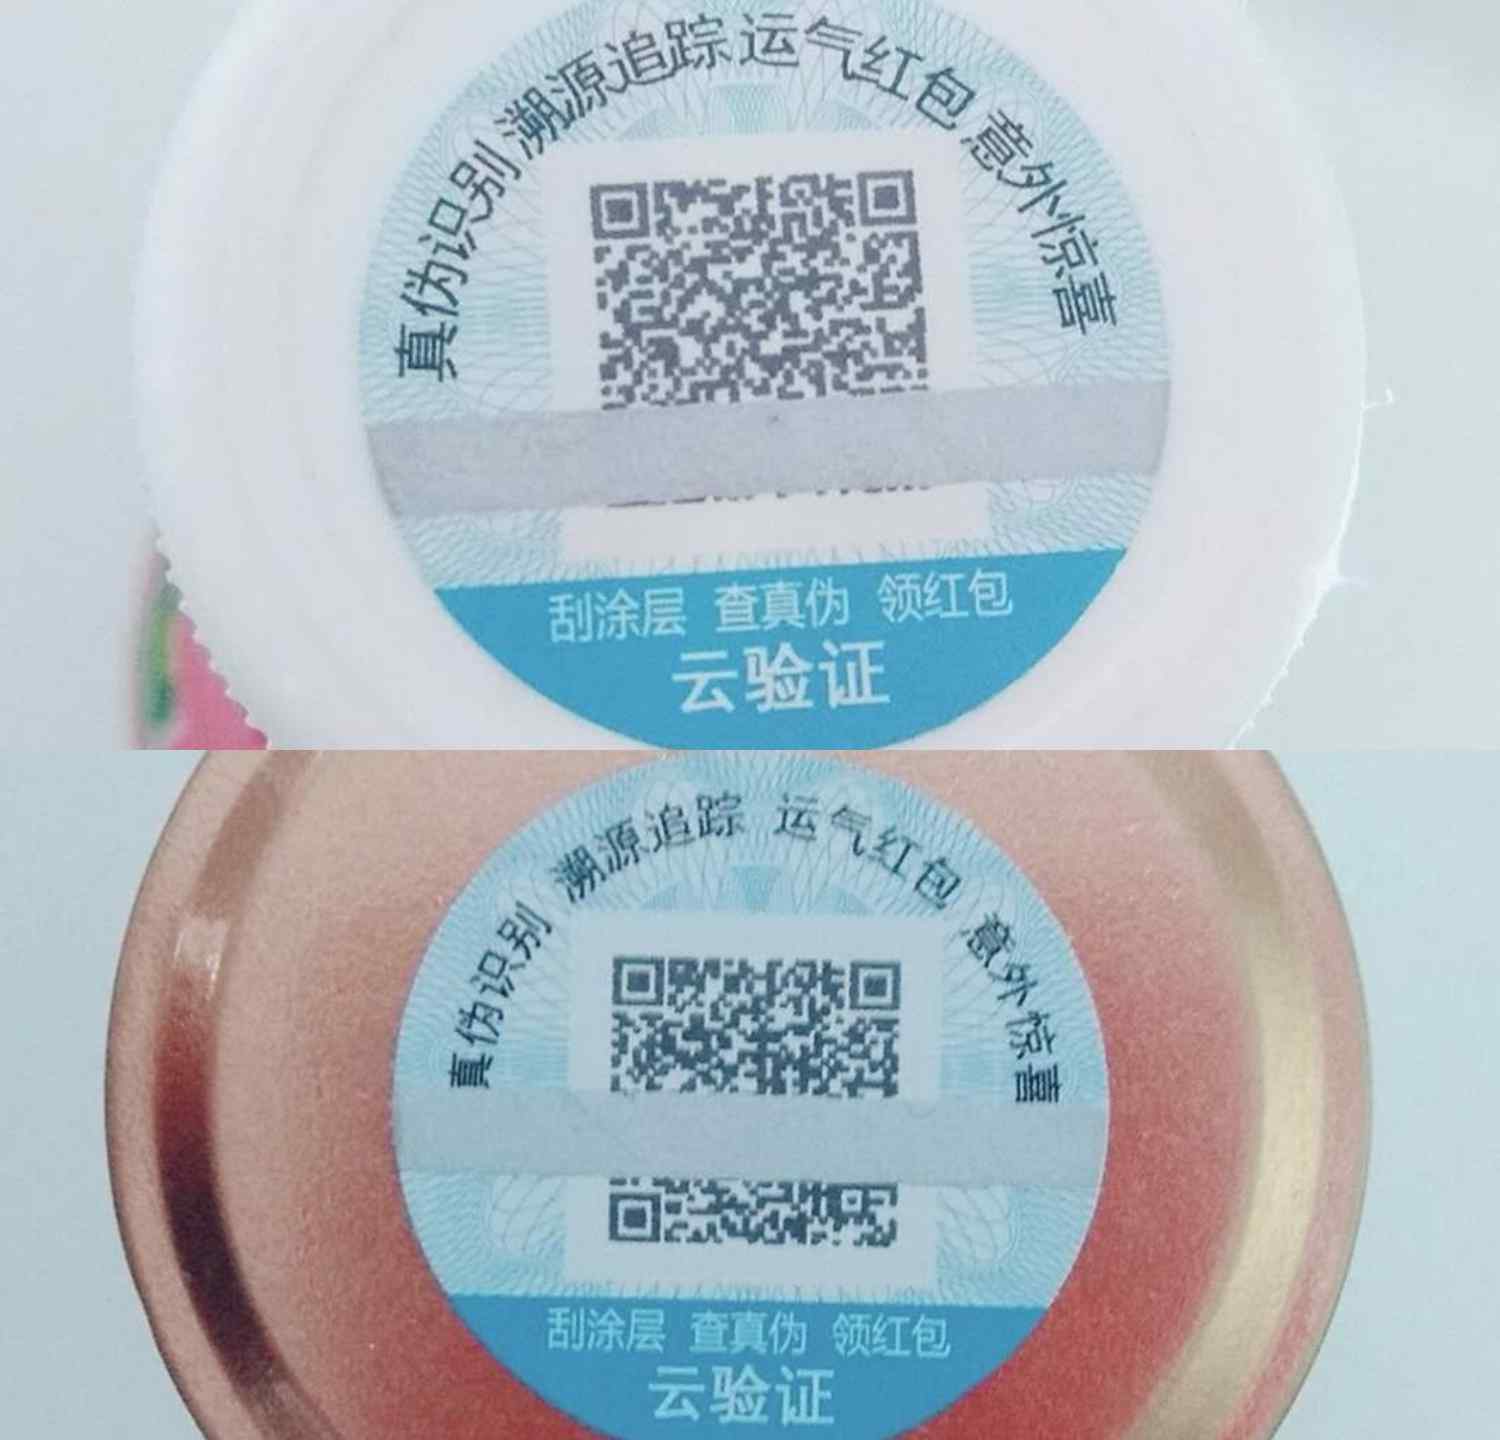 真伪识别 溯源追踪 运气红包 意外惊喜
刮涂层 查真伪 领红包
云验证
真伪识别 溯源追踪 运气红包 意外惊喜
刮涂层 查真伪 领红包
云验证